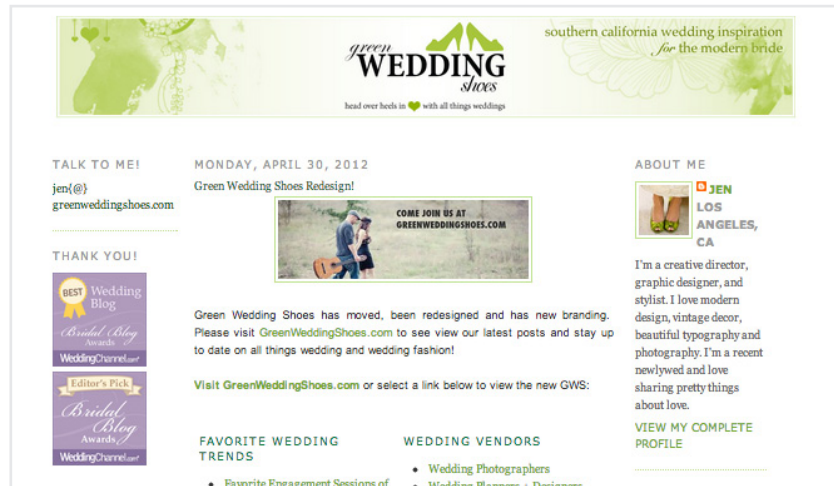 green
WEDDING
shoes
head over heels in with all things weddings
southern california wedding inspiration
for the modern bride
TALK TO ME!
jen{@}
greenweddingshoes.com
THANK YOU!
BEST Wedding
Blog
Bridal Blog
Awards
WeddingChannel.com
Editor's Pick
Bridal
Blog
Awards
WeddingChannel.com
MONDAY, APRIL 30, 2012
Green Wedding Shoes Redesign!
COME JOIN US AT
GREENWEDDINGSHOES.COM
Green Wedding Shoes has moved, been redesigned and has new branding.
Please visit GreenWeddingShoes.com to see view our latest posts and stay up
to date on all things wedding and wedding fashion!
Visit GreenWeddingShoes.com or select a link below to view the new GWS:
FAVORITE WEDDING
TRENDS
Favorite Engagement Sessions of
WEDDING VENDORS
Wedding Photographers
Wedding Planners + Designers
ABOUT ME
JEN
LOS
ANGELES,
CA
I'm a creative director,
graphic designer, and
stylist. I love modern
design, vintage decor,
beautiful typography and
photography. I'm a recent
newlywed and love
sharing pretty things
about love.
VIEW MY COMPLETE
PROFILE